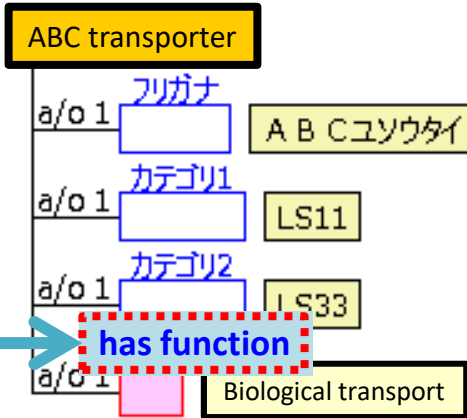 ABC transporter
フリガナ
a/o 1 ＡＢＣユソウタイ
カテゴリ1
a/o 1 LS11
カテゴリ2
a/o 1 LS33
has function
a/o 1 Biological transport